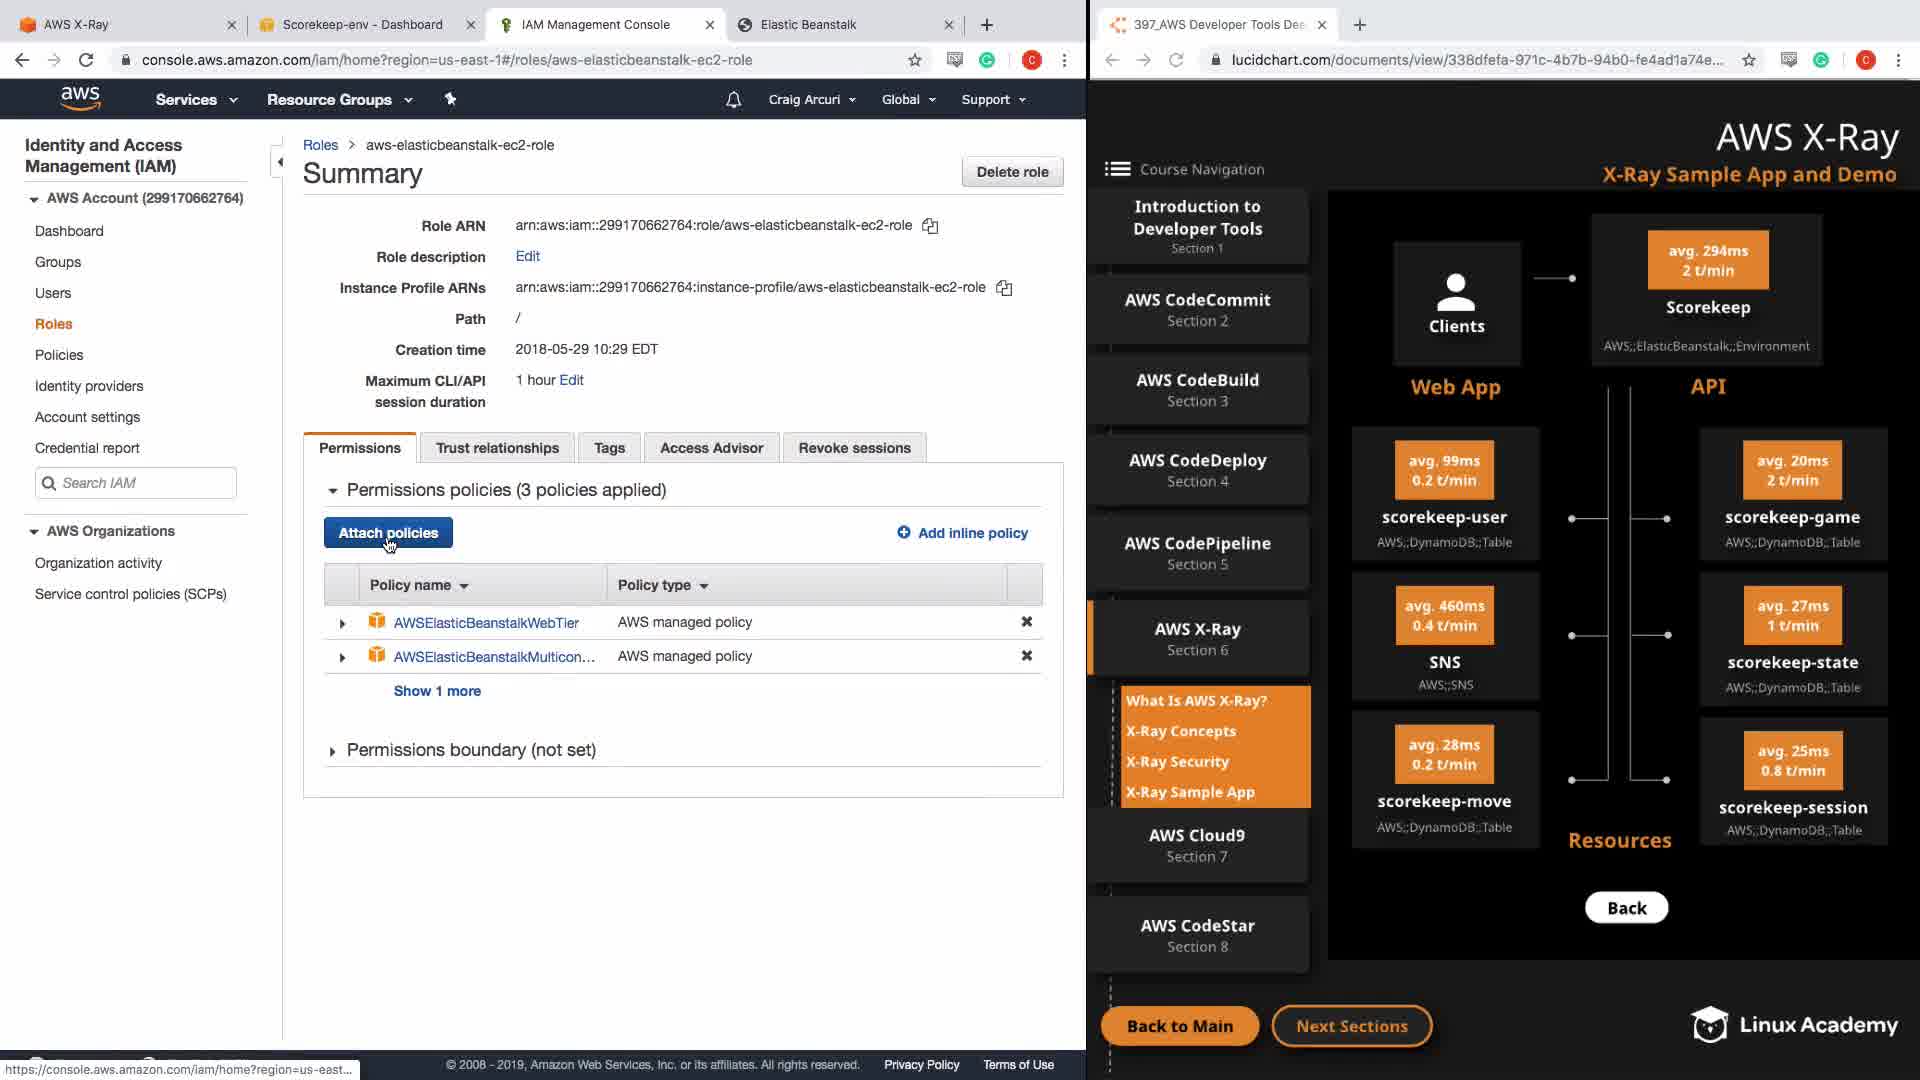 AWS X-Ray
Scorekeep-env - Dashboard
IAM Management Console
Elastic Beanstalk
console.aws.amazon.com/iam/home?region=us-east-1#/roles/aws-elasticbeanstalk-ec2-role
C
aws
Services
Resource Groups
Craig Arcuri
Global
Support
Identity and Access
Management (IAM)
AWS Account (299170662764)
Dashboard
Groups
Users
Roles
Policies
Identity providers
Account settings
Credential report
Search IAM
AWS Organizations
Organization activity
Service control policies (SCPs)
Roles > aws-elasticbeanstalk-ec2-role
Summary
Delete role
Role ARN arn:aws:iam::299170662764:role/aws-elasticbeanstalk-ec2-role
Role description Edit
Instance Profile ARNs arn:aws:iam::299170662764:instance-profile/aws-elasticbeanstalk-ec2-role
Path /
Creation time 2018-05-29 10:29 EDT
Maximum CLI/API
session duration
1 hour Edit
Permissions
Trust relationships
Tags
Access Advisor
Revoke sessions
Permissions policies (3 policies applied)
Attach policies
Add inline policy
Policy name
Policy type
AWSElasticBeanstalkWebTier AWS managed policy
AWSElasticBeanstalkMulticon... AWS managed policy
Show 1 more
Permissions boundary (not set)
https://console.aws.amazon.com/iam/home?region=us-east...
© 2008 - 2019, Amazon Web Services, Inc. or its affiliates. All rights reserved.
Privacy Policy
Terms of Use
397_AWS Developer Tools Dee
lucidchart.com/documents/view/338dfefa-971c-4b7b-94b0-fe4ad1a74e...
C
AWS X-Ray
X-Ray Sample App and Demo
Course Navigation
Introduction to
Developer Tools
Section 1
AWS CodeCommit
Section 2
AWS CodeBuild
Section 3
AWS CodeDeploy
Section 4
AWS CodePipeline
Section 5
AWS X-Ray
Section 6
What Is AWS X-Ray?
X-Ray Concepts
X-Ray Security
X-Ray Sample App
AWS Cloud9
Section 7
AWS CodeStar
Section 8
Clients
Web App
avg. 294ms
2 t/min
Scorekeep
AWS;;ElasticBeanstalk;;Environment
API
avg. 99ms
0.2 t/min
scorekeep-user
AWS;;DynamoDB;;Table
avg. 20ms
2 t/min
scorekeep-game
AWS;;DynamoDB;;Table
avg. 460ms
0.4 t/min
SNS
AWS;;SNS
avg. 27ms
1 t/min
scorekeep-state
AWS;;DynamoDB;;Table
avg. 28ms
0.2 t/min
scorekeep-move
AWS;;DynamoDB;;Table
avg. 25ms
0.8 t/min
scorekeep-session
AWS;;DynamoDB;;Table
Resources
Back
Back to Main
Next Sections
Linux Academy